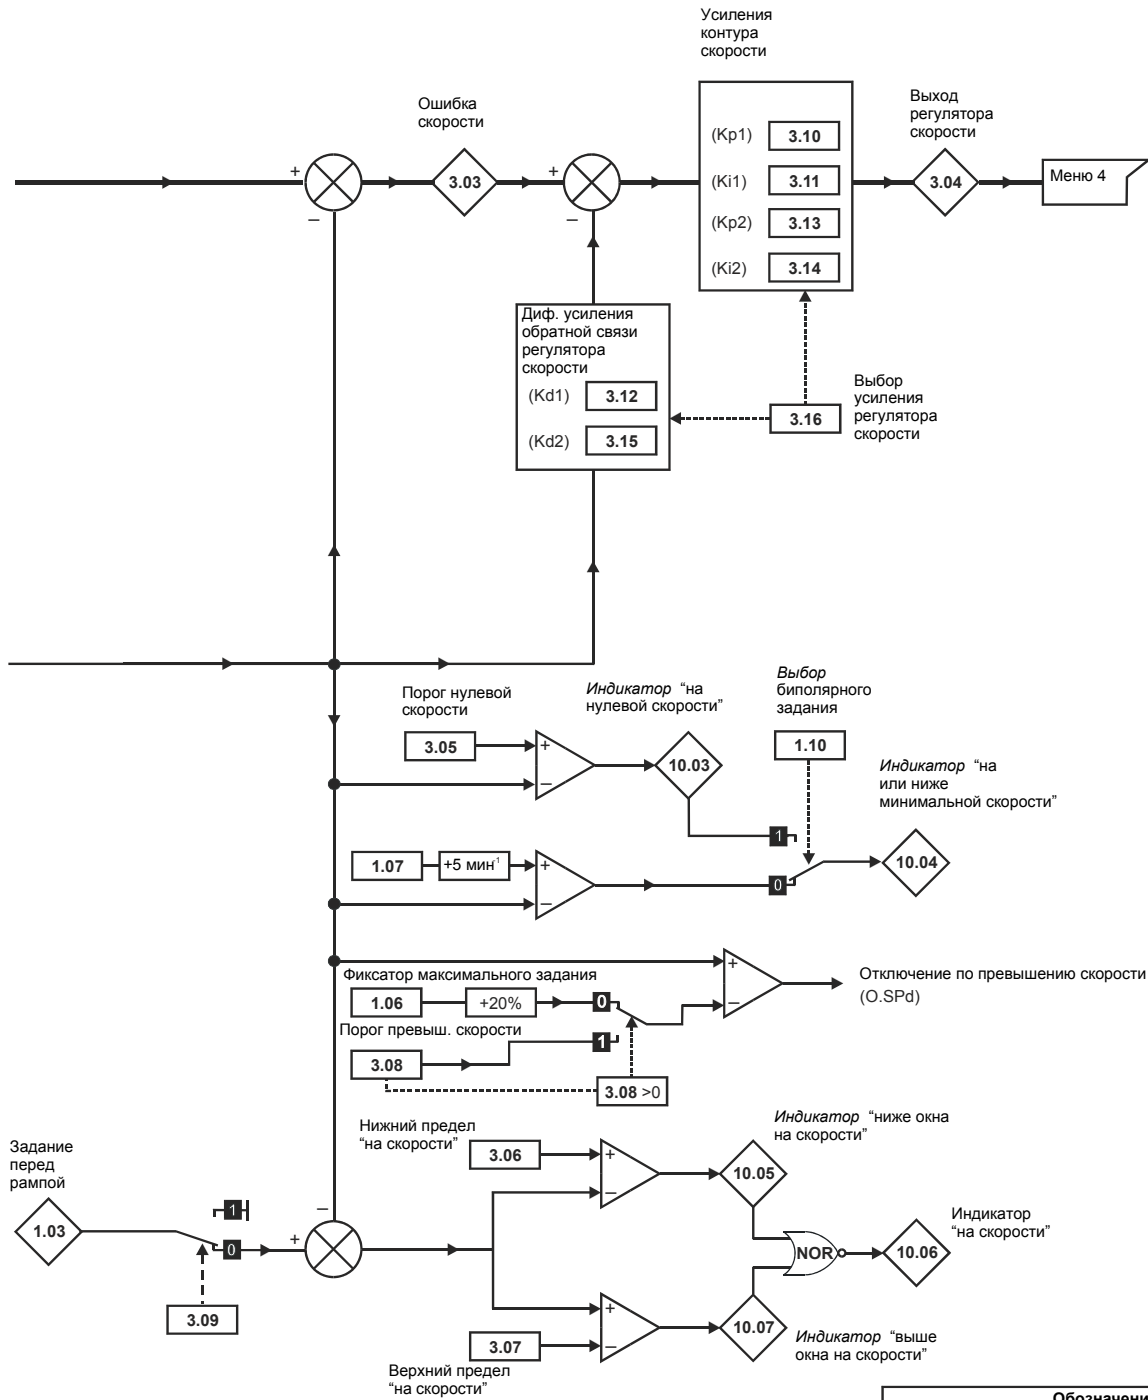 Усиления
контура
скорости
Ошибка
скорости
Выход
регулятора
скорости
+
–
3.03
+
–
(Kp1) 3.10
(Ki1) 3.11
(Kp2) 3.13
(Ki2) 3.14
3.04
Меню 4
Диф. усиления
обратной связи
регулятора
скорости
(Kd1) 3.12
(Kd2) 3.15
3.16
Выбор
усиления
регулятора
скорости
Порог нулевой
скорости
3.05
+
–
Индикатор “на
нулевой скорости”
10.03
Выбор
биполярного
задания
1.10
Индикатор “на
или ниже
минимальной скорости”
1
0
10.04
1.07
+5 мин-1
+
–
Фиксатор максимального задания
1.06
+20%
0
Порог превыш. скорости
1
3.08
3.08 >0
+
–
Отключение по превышению скорости
(O.SPd)
Задание
перед
рампой
1.03
1
0
3.09
+
–
Нижний предел
“на скорости”
3.06
+
–
Индикатор “ниже окна
на скорости”
10.05
NOR
Индикатор
“на скорости”
10.06
+
–
3.07
Верхний предел
“на скорости”
10.07
Индикатор “выше
окна на скорости”
Обозначени